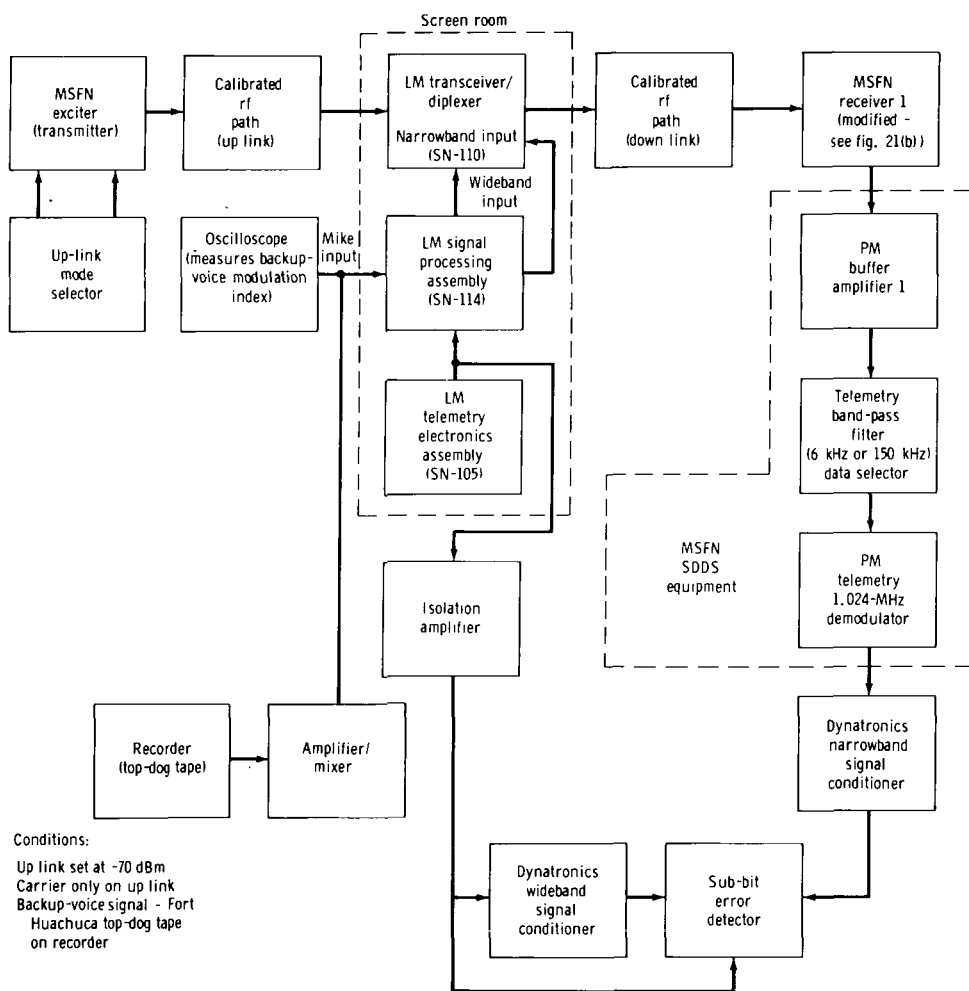 Screen room
MSFN
exciter
(transmitter)
Calibrated
rf
path
(up link)
LM transceiver/
diplexer
Narrowband input
(SN-110)
Calibrated
rf
path
(down link)
MSFN
receiver 1
(modified -
see fig. 21(b))
Wideband
input
Up-link
mode
selector
Oscilloscope
(measures backup-
voice modulation
index)
Mike
input
LM signal
processing
assembly
(SN-114)
PM
buffer
amplifier 1
LM
telemetry
electronics
assembly
(SN-105)
Telemetry
band-pass
filter
(6 kHz or 150 kHz)
data selector
MSFN
SDDS
equipment
PM
telemetry
1.024-MHz
demodulator
Isolation
amplifier
Recorder
(top-dog tape)
Amplifier/
mixer
Dynatronics
narrowband
signal
conditioner
Conditions:
Up link set at -70 dBm
Carrier only on up link
Backup-voice signal - Fort
Huachuca top-dog tape
on recorder
Dynatronics
wideband
signal
conditioner
Sub-bit
error
detector